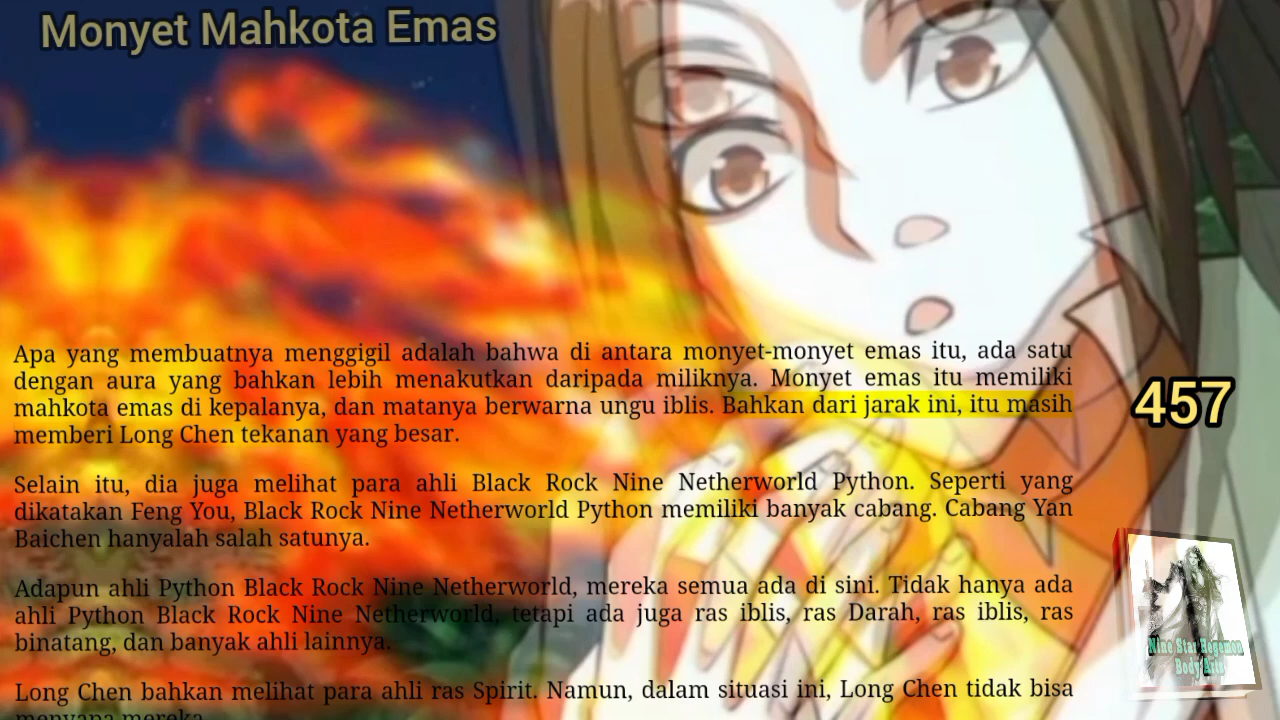 Monyet Mahkota Emas
Apa yang membuatnya menggigil adalah bahwa di antara monyet-monyet emas itu, ada satu
dengan aura yang bahkan lebih menakutkan daripada miliknya. Monyet emas itu memiliki
mahkota emas di kepalanya, dan matanya berwarna ungu iblis. Bahkan dari jarak ini, itu masih
memberi Long Chen tekanan yang besar.
Selain itu, dia juga melihat para ahli Black Rock Nine Netherworld Python. Seperti yang
dikatakan Feng You, Black Rock Nine Netherworld Python memiliki banyak cabang. Cabang Yan
Baichen hanyalah salah satunya.
Adapun ahli Python Black Rock Nine Netherworld, mereka semua ada di sini. Tidak hanya ada
ahli Python Black Rock Nine Netherworld, tetapi ada juga ras iblis, ras Darah, ras iblis, ras
binatang, dan banyak ahli lainnya.
Long Chen bahkan melihat para ahli ras Spirit. Namun, dalam situasi ini, Long Chen tidak bisa
menyapa mereka.
457
Nine Star Hegemon
Body Arts